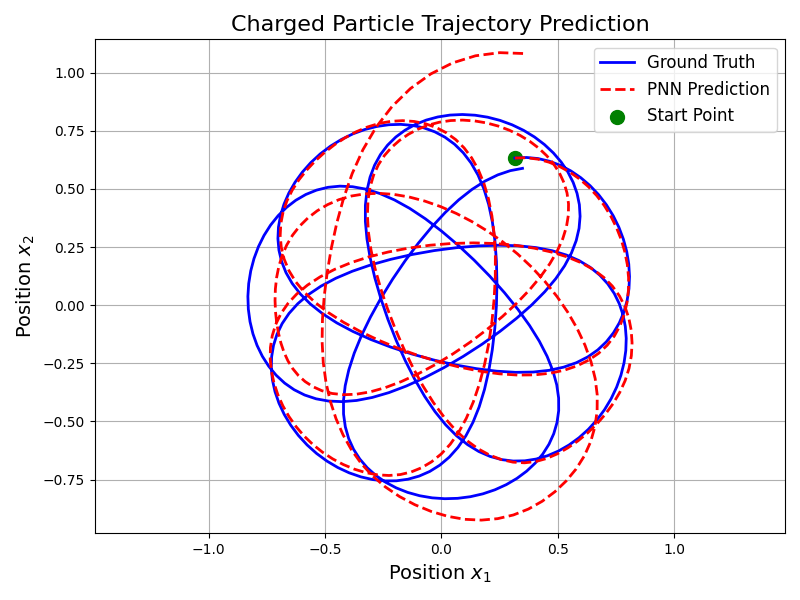 Charged Particle Trajectory Prediction
Ground Truth
PNN Prediction
Start Point
1.00
0.75
0.50
0.25
0.00
−0.25
−0.50
−0.75
Position x₂
−1.0 −0.5 0.0 0.5 1.0
Position x₁